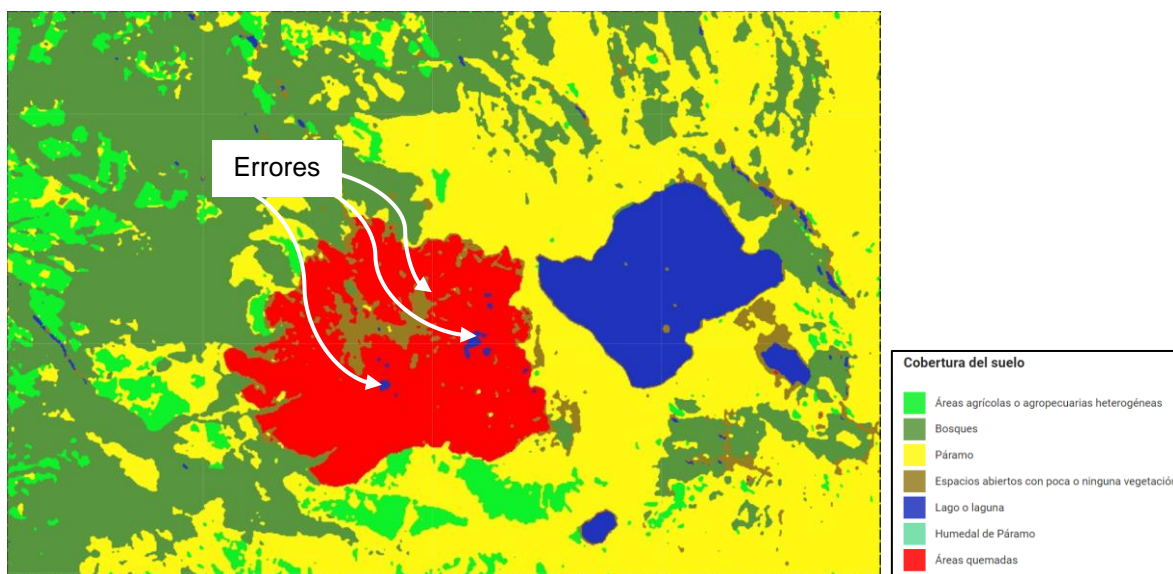 Errores
Cobertura del suelo
Áreas agrícolas o agropecuarias heterogéneas
Bosques
Páramo
Espacios abiertos con poca o ninguna vegetación
Lago o laguna
Humedal de Páramo
Áreas quemadas